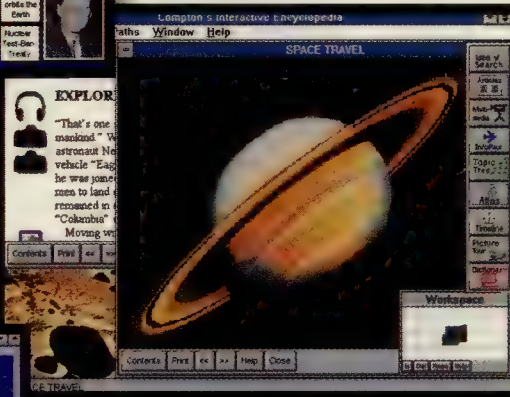 orbits the
Earth
Nuclear
Test-Ban
Treaty
Compton's Interactive Encyclopedia
Paths Window Help
SPACE TRAVEL
Idea
Search
Articles
Multi-
media
InfoPilot
Topic
Tree
Atlas
Timeline
Picture
Tour
Dictionary
EXPLOR
"That's one
mankind." W
astronaut Ne
vehicle "Eag
he was joine
men to land
remained in
"Columbia"
Moving
Contents Print << >>
Workspace
Contents Print << >> Help Close
CE TRAVEL